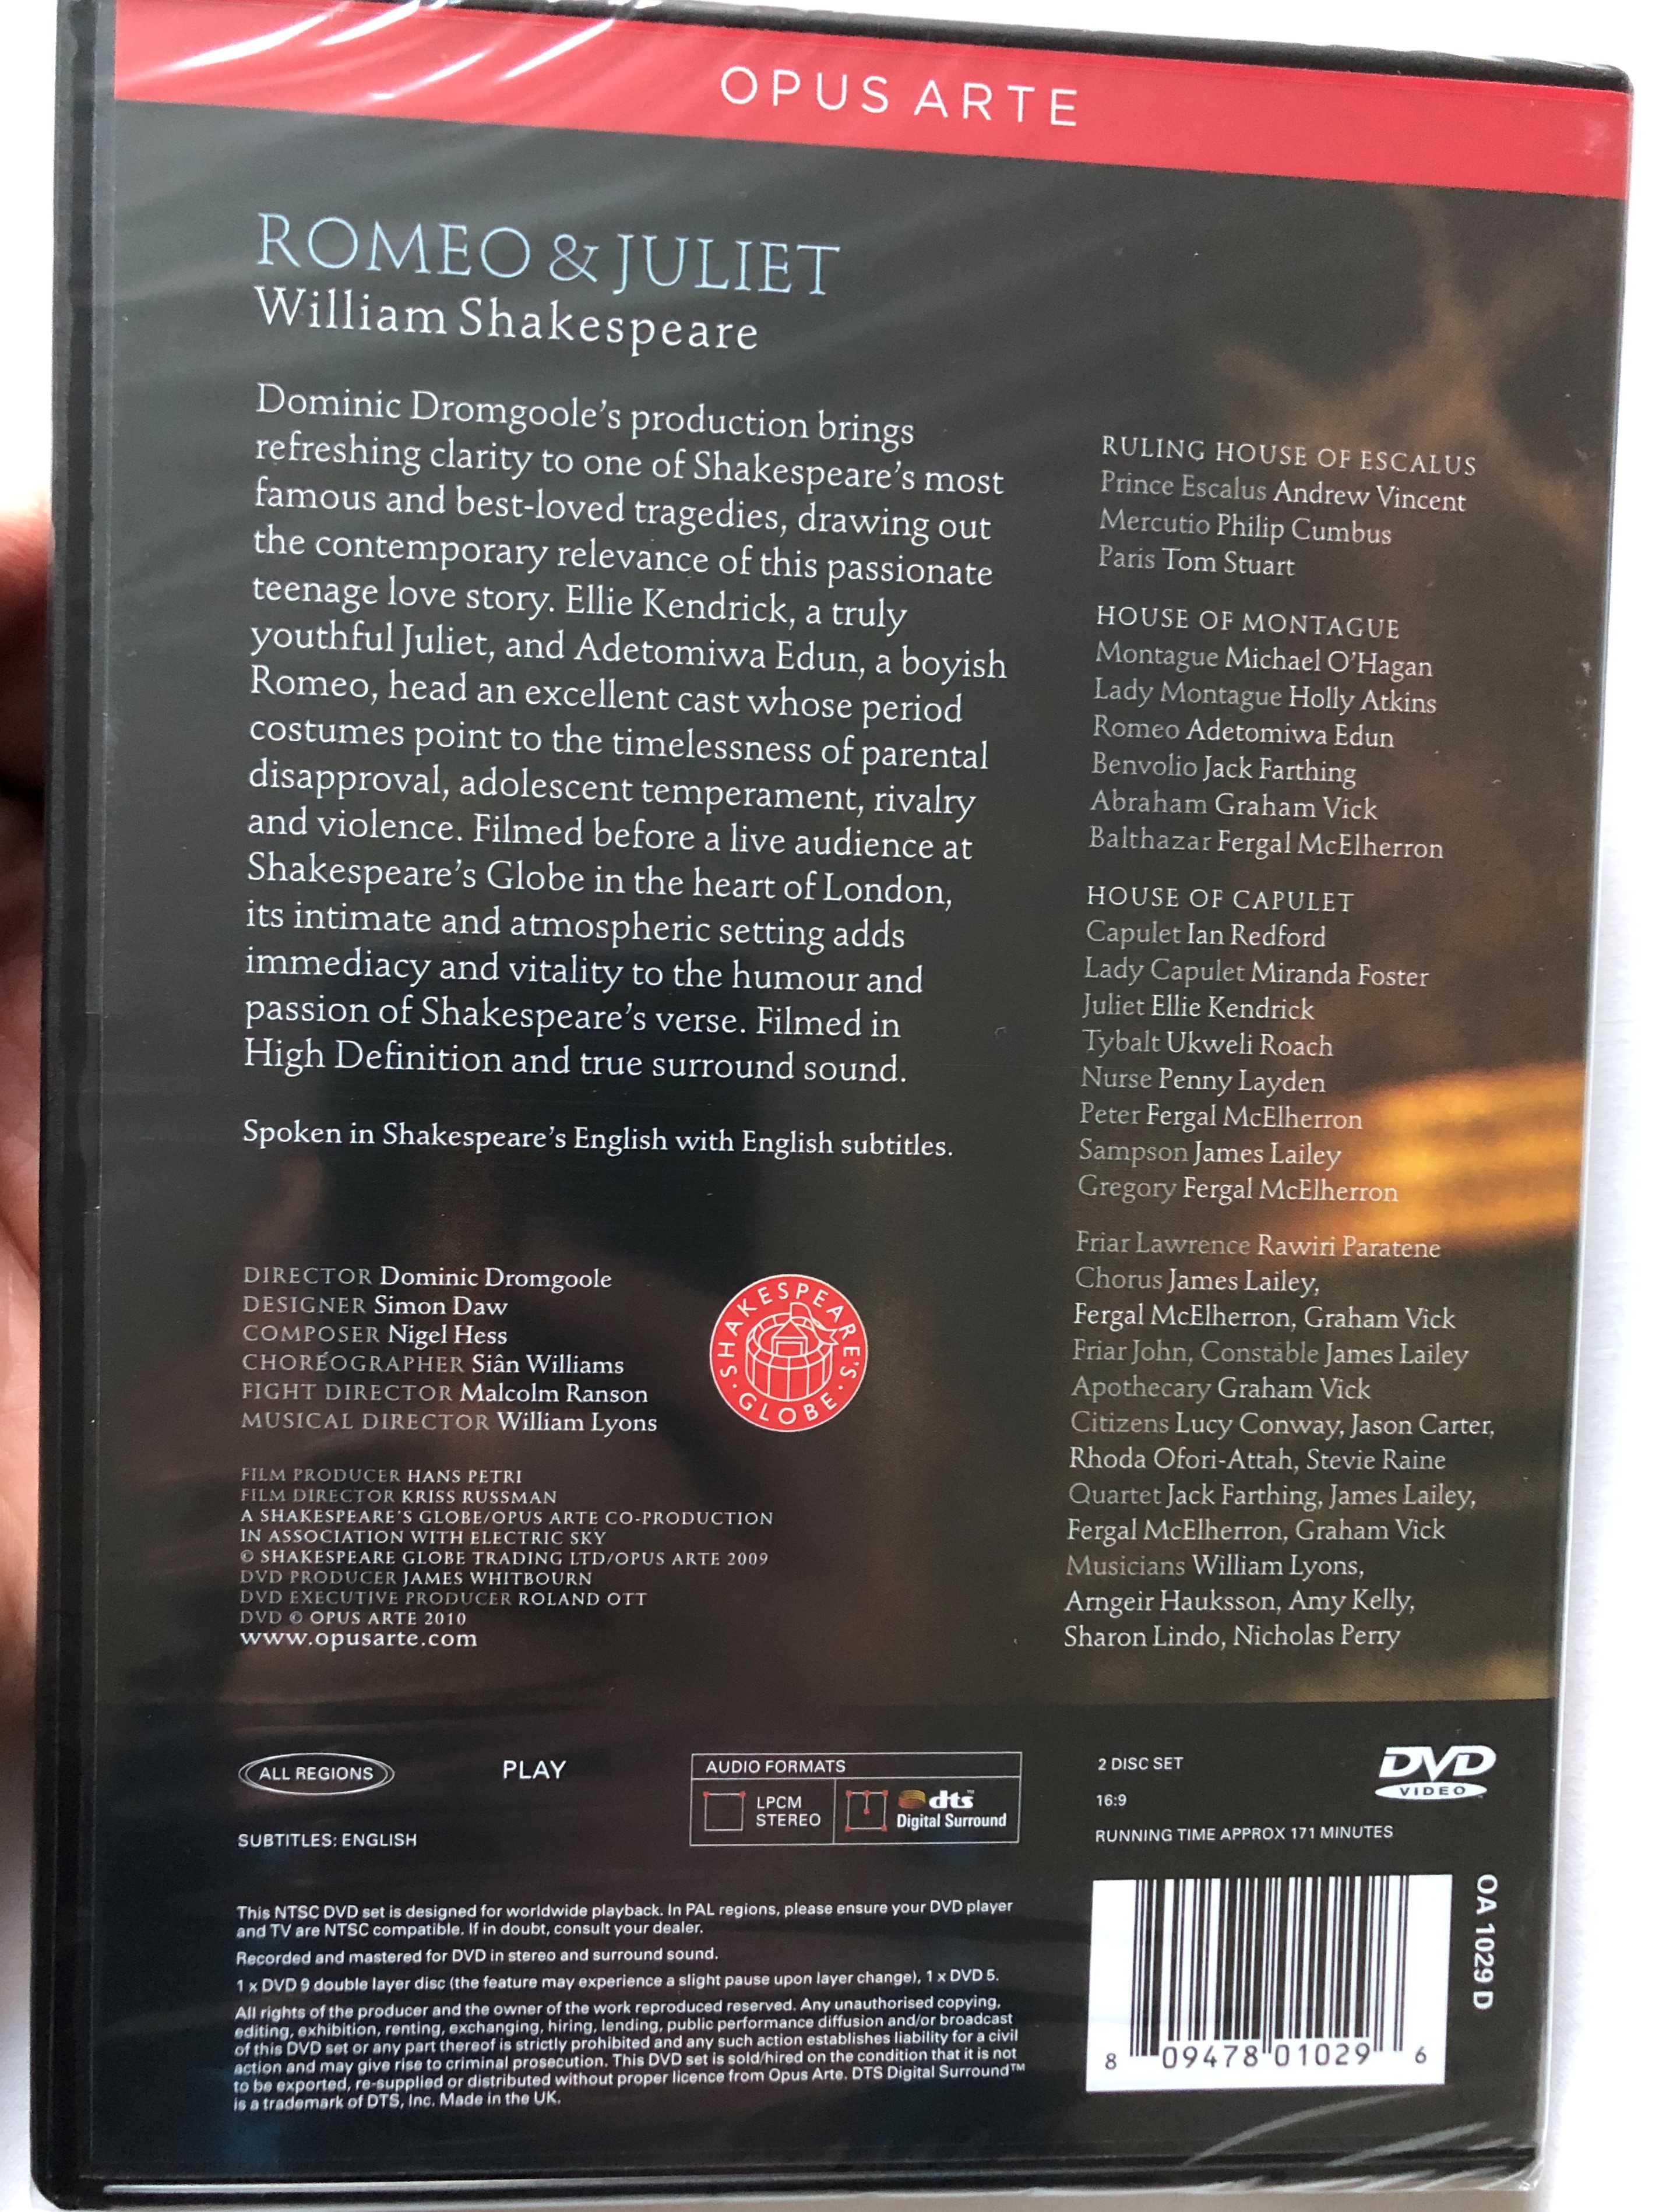 OPUS ARTE
ROMEO & JULIET
William Shakespeare
Dominic Dromgoole's production brings
refreshing clarity to one of Shakespeare's most
famous and best-loved tragedies, drawing out
the contemporary relevance of this passionate
teenage love story. Ellie Kendrick, a truly
youthful Juliet, and Adetomiwa Edun, a boyish
Romeo, head an excellent cast whose period
costumes point to the timelessness of parental
disapproval, adolescent temperament, rivalry
and violence. Filmed before a live audience at
Shakespeare's Globe in the heart of London,
its intimate and atmospheric setting adds
immediacy and vitality to the humour and
passion of Shakespeare's verse. Filmed in
High Definition and true surround sound.
Spoken in Shakespeare's English with English subtitles.
DIRECTOR Dominic Dromgoole
DESIGNER Simon Daw
COMPOSER Nigel Hess
CHOREOGRAPHER Siân Williams
FIGHT DIRECTOR Malcolm Ranson
MUSICAL DIRECTOR William Lyons
SHAKESPEARE'S · GLOBE ·
FILM PRODUCER HANS PETRI
FILM DIRECTOR KRISS RUSSMAN
A SHAKESPEARE'S GLOBE/OPUS ARTE CO-PRODUCTION
IN ASSOCIATION WITH ELECTRIC SKY
© SHAKESPEARE GLOBE TRADING LTD/OPUS ARTE 2009
DVD PRODUCER JAMES WHITBOURN
DVD EXECUTIVE PRODUCER ROLAND OTT
DVD © OPUS ARTE 2010
www.opusarte.com
RULING HOUSE OF ESCALUS
Prince Escalus Andrew Vincent
Mercutio Philip Cumbus
Paris Tom Stuart
HOUSE OF MONTAGUE
Montague Michael O'Hagan
Lady Montague Holly Atkins
Romeo Adetomiwa Edun
Benvolio Jack Farthing
Abraham Graham Vick
Balthazar Fergal McElherron
HOUSE OF CAPULET
Capulet Ian Redford
Lady Capulet Miranda Foster
Juliet Ellie Kendrick
Tybalt Ukweli Roach
Nurse Penny Layden
Peter Fergal McElherron
Sampson James Lailey
Gregory Fergal McElherron
Friar Lawrence Rawiri Paratene
Chorus James Lailey,
Fergal McElherron, Graham Vick
Friar John, Constable James Lailey
Apothecary Graham Vick
Citizens Lucy Conway, Jason Carter,
Rhoda Ofori-Attah, Stevie Raine
Quartet Jack Farthing, James Lailey,
Fergal McElherron, Graham Vick
Musicians William Lyons,
Arngeir Hauksson, Amy Kelly,
Sharon Lindo, Nicholas Perry
ALL REGIONS
PLAY
SUBTITLES: ENGLISH
AUDIO FORMATS
LPCM
STEREO
dts™
Digital Surround
2 DISC SET
16:9
RUNNING TIME APPROX 171 MINUTES
DVD
VIDEO
This NTSC DVD set is designed for worldwide playback. In PAL regions, please ensure your DVD player
and TV are NTSC compatible. If in doubt, consult your dealer.
Recorded and mastered for DVD in stereo and surround sound.
1 x DVD 9 double layer disc (the feature may experience a slight pause upon layer change), 1 x DVD 5.
All rights of the producer and the owner of the work reproduced reserved. Any unauthorised copying,
editing, exhibition, renting, exchanging, hiring, lending, public performance diffusion and/or broadcast
of this DVD set or any part thereof is strictly prohibited and any such action establishes liability for a civil
action and may give rise to criminal prosecution. This DVD set is sold/hired on the condition that it is not
to be exported, re-supplied or distributed without proper licence from Opus Arte. DTS Digital Surround™
is a trademark of DTS, Inc. Made in the UK.
OA 1029 D
8 09478 01029 6